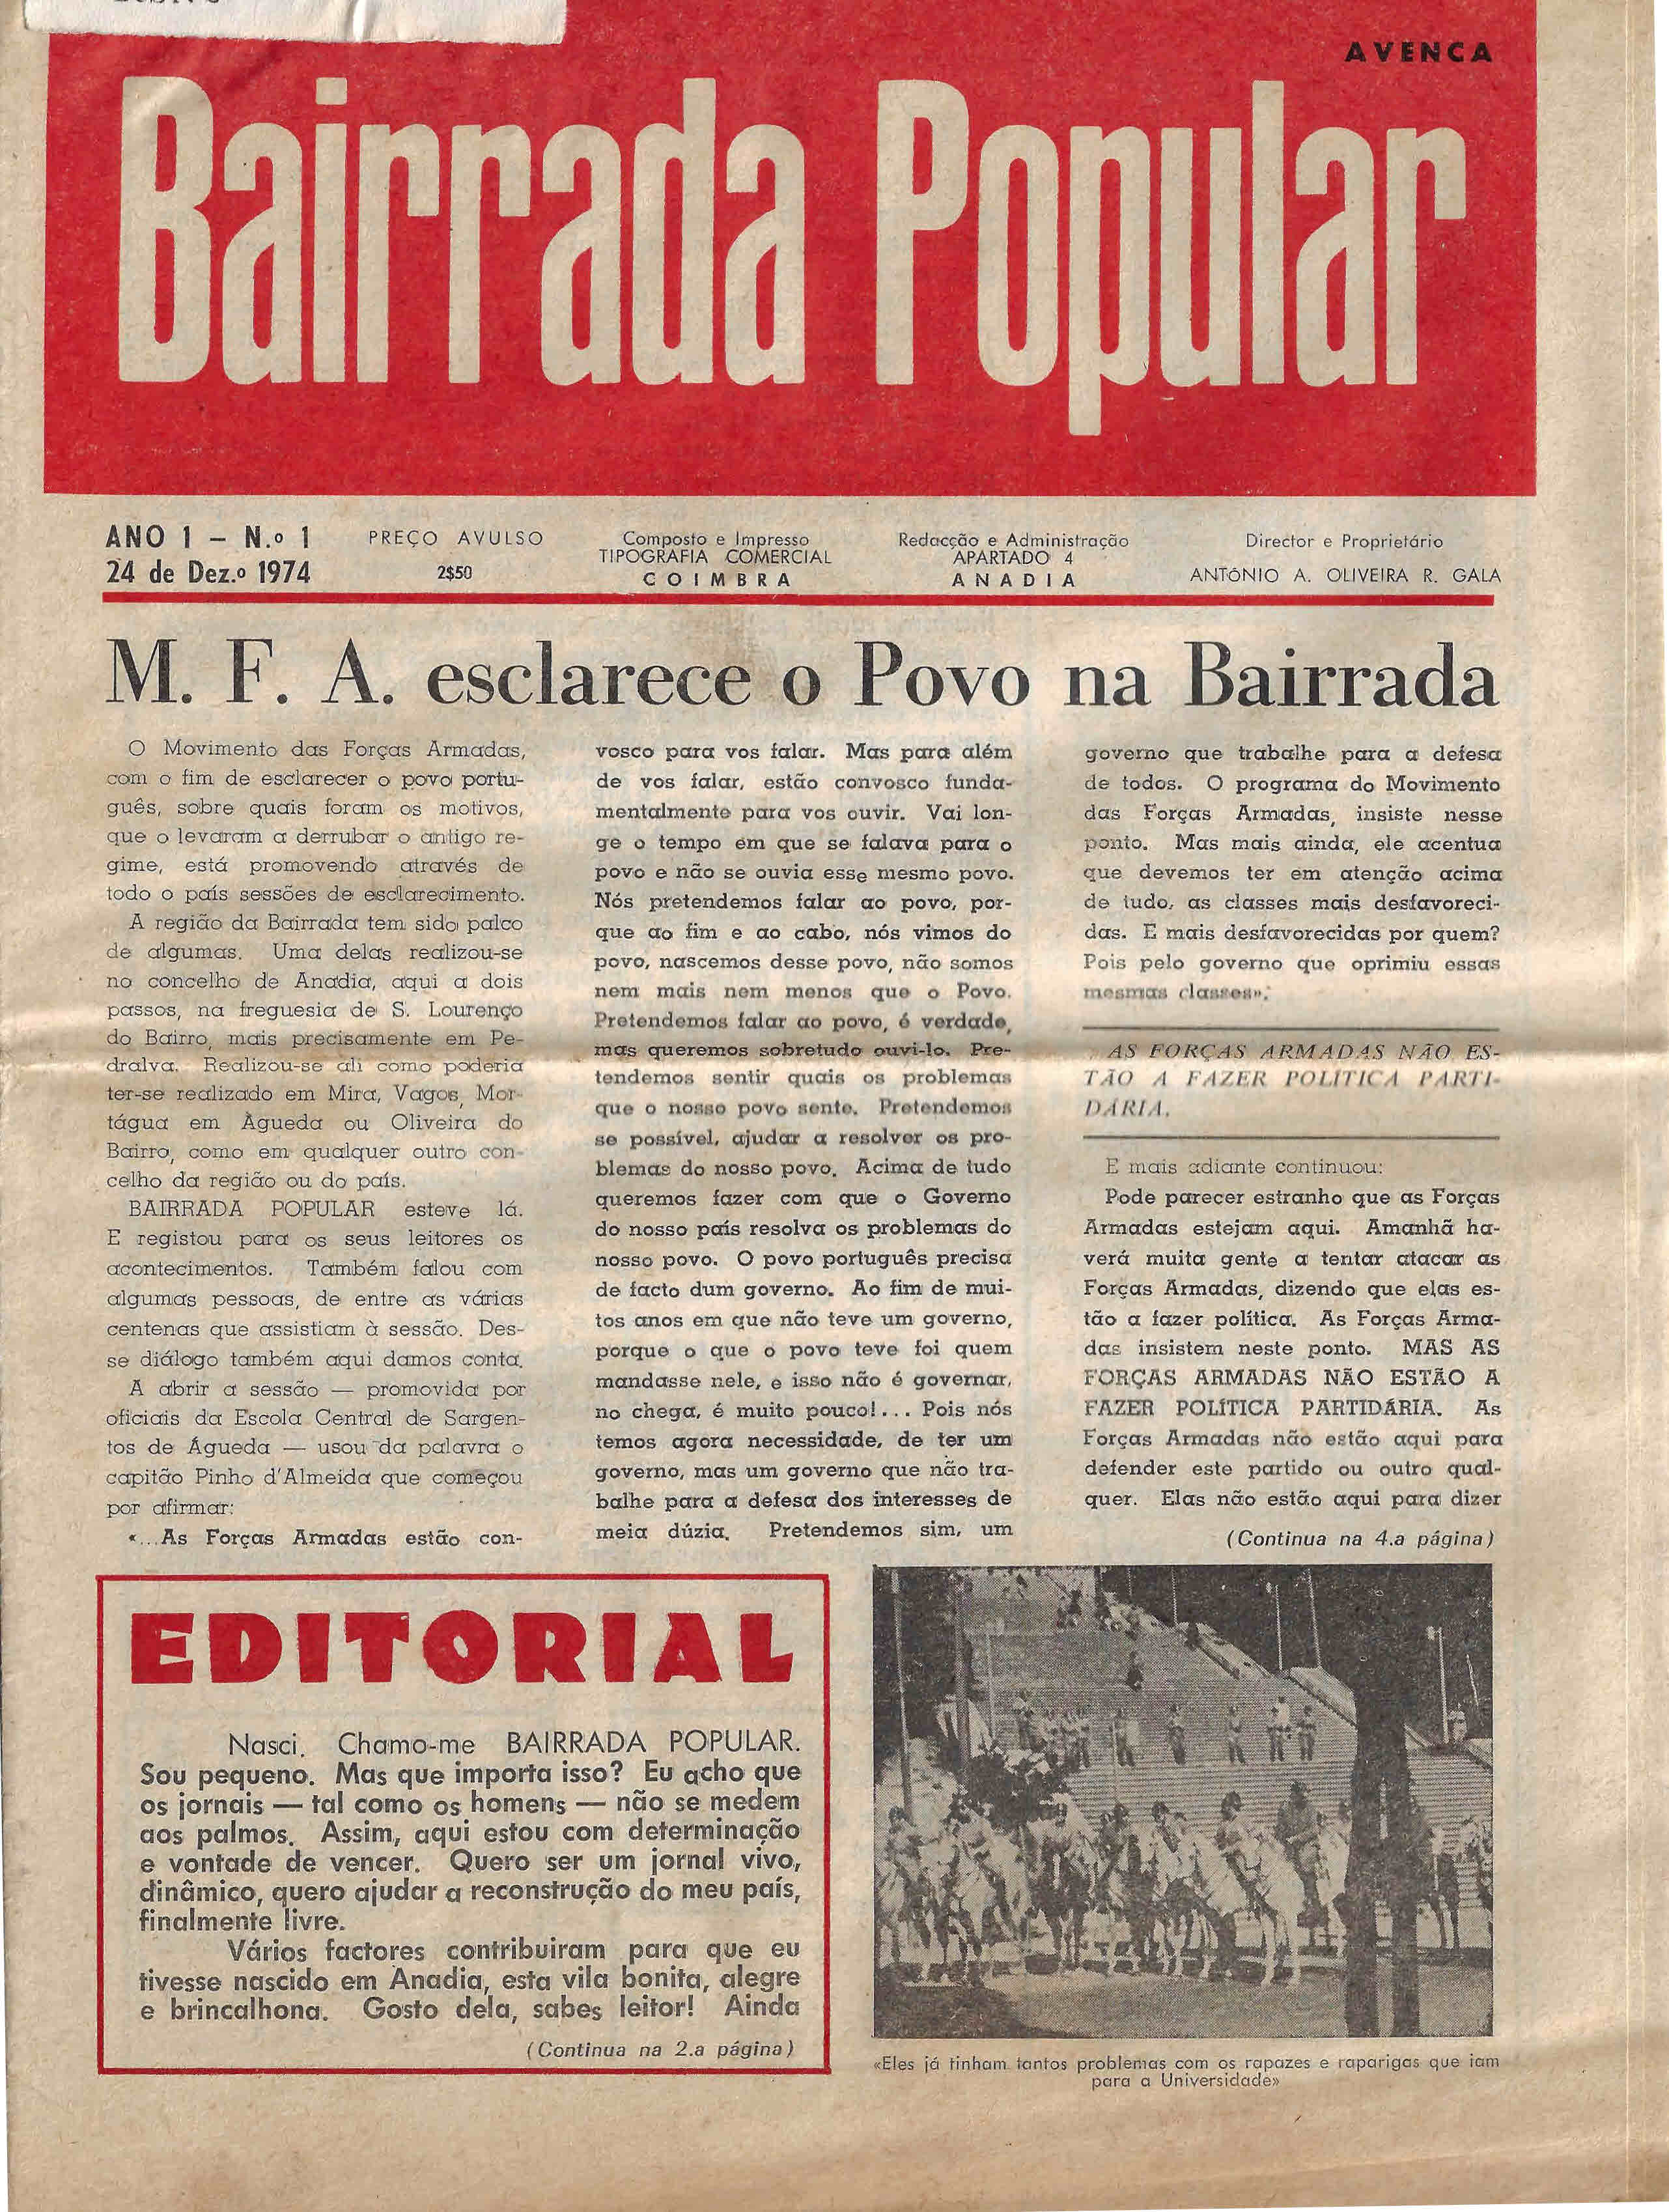 AVENCA
Bairrada Popular
ANO 1 — N.º 1
24 de Dez.º 1974
PREÇO AVULSO
2$50
Composto e Impresso
TIPOGRAFIA COMERCIAL
COIMBRA
Redacção e Administração
APARTADO 4
ANADIA
Director e Proprietário
ANTÓNIO A. OLIVEIRA R. GALA
M. F. A. esclarece o Povo na Bairrada
O Movimento das Forças Armadas,
com o fim de esclarecer o povo portu-
guês, sobre quais foram os motivos,
que o levaram a derrubar o antigo re-
gime, está promovendo através de
todo o país sessões de esclarecimento.
A região da Bairrada tem sido palco
de algumas. Uma delas realizou-se
no concelho de Anadia, aqui a dois
passos, na freguesia de S. Lourenço
do Bairro, mais precisamente em Pe-
dralva. Realizou-se ali como poderia
ter-se realizado em Mira, Vagos, Mor-
tágua em Águeda ou Oliveira do
Bairro, como em qualquer outro con-
celho da região ou do país.
BAIRRADA POPULAR esteve lá.
E registou para os seus leitores os
acontecimentos. Também falou com
algumas pessoas, de entre as várias
centenas que assistiam à sessão. Des-
se diálogo também aqui damos conta.
A abrir a sessão — promovida por
oficiais da Escola Central de Sargen-
tos de Águeda — usou da palavra o
capitão Pinho d'Almeida que começou
por afirmar:
«...As Forças Armadas estão con-
vosco para vos falar. Mas para além
de vos falar, estão convosco funda-
mentalmente para vos ouvir. Vai lon-
ge o tempo em que se falava para o
povo e não se ouvia esse mesmo povo.
Nós pretendemos falar ao povo, por-
que ao fim e ao cabo, nós vimos do
povo, nascemos desse povo, não somos
nem mais nem menos que o Povo.
Pretendemos falar ao povo, é verdade,
mas queremos sobretudo ouvi-lo. Pre-
tendemos sentir quais os problemas
que o nosso povo sente. Pretendemos
se possível, ajudar a resolver os pro-
blemas do nosso povo. Acima de tudo
queremos fazer com que o Governo
do nosso país resolva os problemas do
nosso povo. O povo português precisa
de facto dum governo. Ao fim de mui-
tos anos em que não teve um governo,
porque o que o povo teve foi quem
mandasse nele, e isso não é governar,
no chega, é muito pouco!... Pois nós
temos agora necessidade, de ter um
governo, mas um governo que não tra-
balhe para a defesa dos interesses de
meia dúzia. Pretendemos sim, um
governo que trabalhe para a defesa
de todos. O programa do Movimento
das Forças Armadas, insiste nesse
ponto. Mas mais ainda, ele acentua
que devemos ter em atenção acima
de tudo, as classes mais desfavoreci-
das. E mais desfavorecidas por quem?
Pois pelo governo que oprimiu essas
mesmas classes».
AS FORÇAS ARMADAS NÃO ES-
TÃO A FAZER POLÍTICA PARTI-
DÁRIA.
E mais adiante continuou:
Pode parecer estranho que as Forças
Armadas estejam aqui. Amanhã ha-
verá muita gente a tentar atacar as
Forças Armadas, dizendo que elas es-
tão a fazer política. As Forças Arma-
das insistem neste ponto. MAS AS
FORÇAS ARMADAS NÃO ESTÃO A
FAZER POLÍTICA PARTIDÁRIA. As
Forças Armadas não estão aqui para
defender este partido ou outro qual-
quer. Elas não estão aqui para dizer
(Continua na 4.a página)
EDITORIAL
Nasci. Chamo-me BAIRRADA POPULAR.
Sou pequeno. Mas que importa isso? Eu acho que
os jornais — tal como os homens — não se medem
aos palmos. Assim, aqui estou com determinação
e vontade de vencer. Quero ser um jornal vivo,
dinâmico, quero ajudar a reconstrução do meu país,
finalmente livre.
Vários factores contribuiram para que eu
tivesse nascido em Anadia, esta vila bonita, alegre
e brincalhona. Gosto dela, sabes leitor! Ainda
(Continua na 2.a página)
«Eles já tinham tantos problemas com os rapazes e raparigas que iam
para a Universidade»